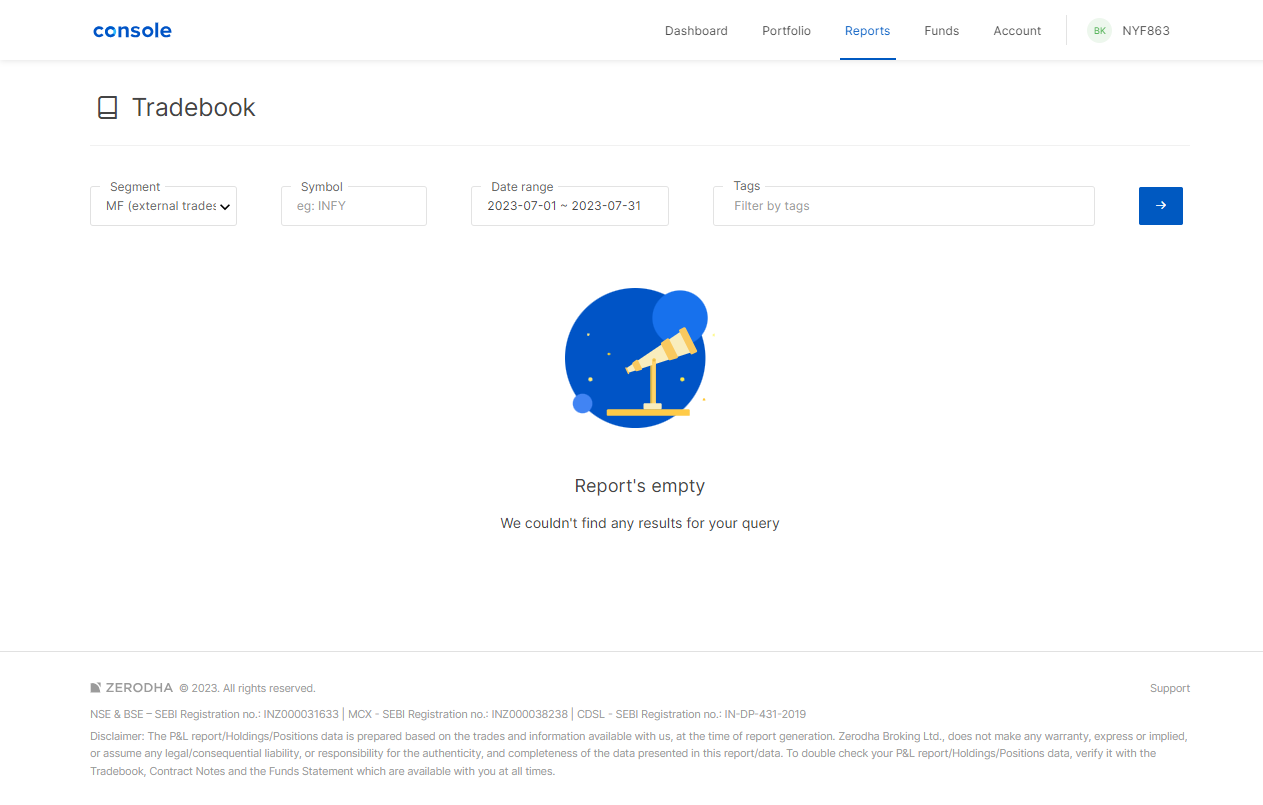 console
Dashboard Portfolio Reports Funds Account BK NYF863
Tradebook
Segment Symbol Date range Tags
MF (external trades eg: INFY 2023-07-01 ~ 2023-07-31 Filter by tags
Report's empty
We couldn't find any results for your query
ZERODHA © 2023. All rights reserved. Support
NSE & BSE – SEBI Registration no.: INZ000031633 | MCX - SEBI Registration no.: INZ000038238 | CDSL - SEBI Registration no.: IN-DP-431-2019
Disclaimer: The P&L report/Holdings/Positions data is prepared based on the trades and information available with us, at the time of report generation. Zerodha Broking Ltd., does not make any warranty, express or implied,
or assume any legal/consequential liability, or responsibility for the authenticity, and completeness of the data presented in this report/data. To double check your P&L report/Holdings/Positions data, verify it with the
Tradebook, Contract Notes and the Funds Statement which are available with you at all times.